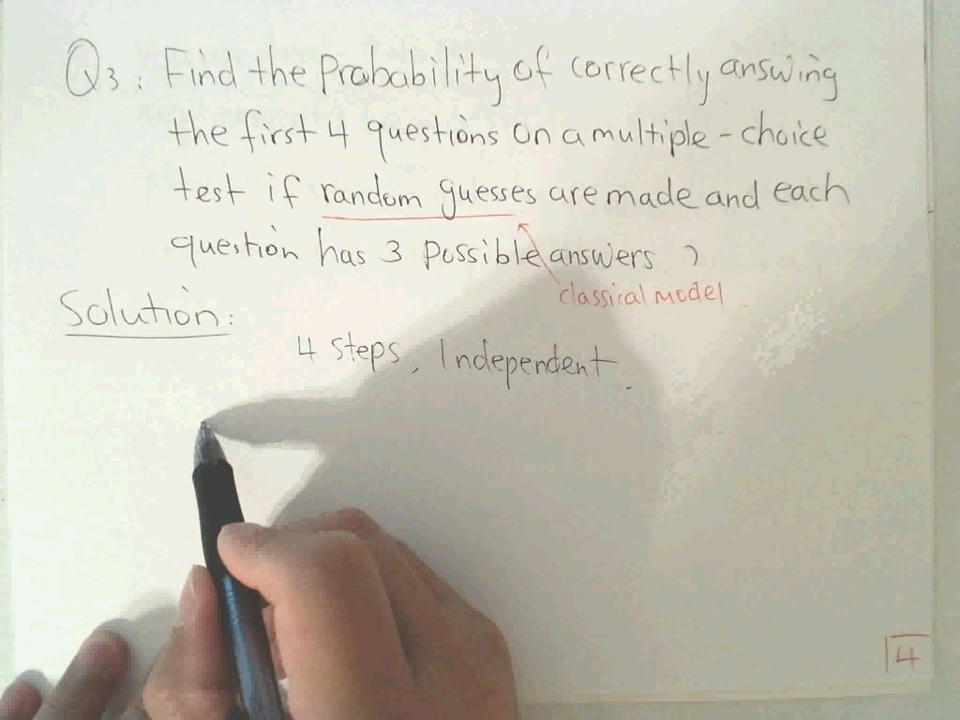 Q3: Find the Probability of correctly answing
the first 4 questions on a multiple-choice
test if random guesses are made and each
question has 3 possible answers ?
classical model
Solution:
4 steps, Independent.
4